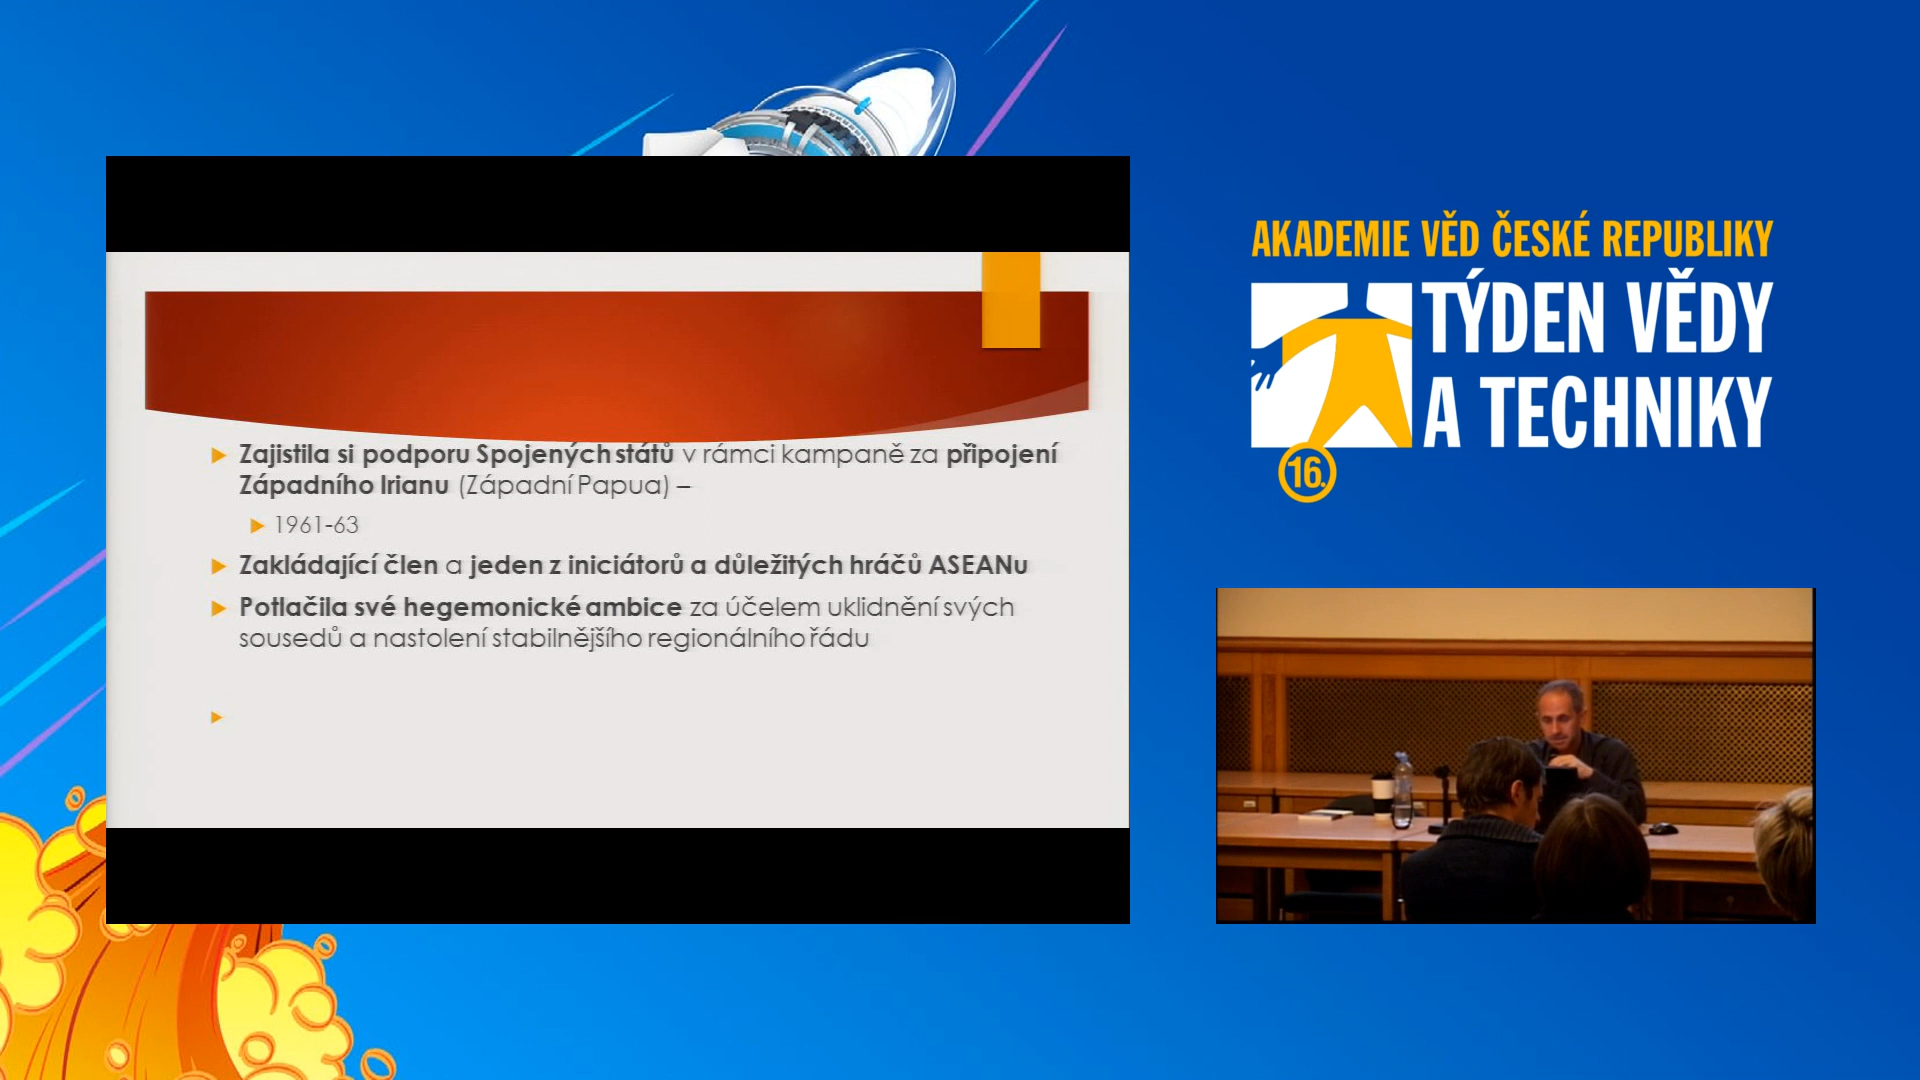 AKADEMIE VĚD ČESKÉ REPUBLIKY
TÝDEN VĚDY
A TECHNIKY
16.
Zajistila si podporu Spojených států v rámci kampaně za připojení
Západního Irianu (Západní Papua) –
1961-63
Zakládající člen a jeden z iniciátorů a důležitých hráčů ASEANu
Potlačila své hegemonické ambice za účelem uklidnění svých
sousedů a nastolení stabilnějšího regionálního řádu